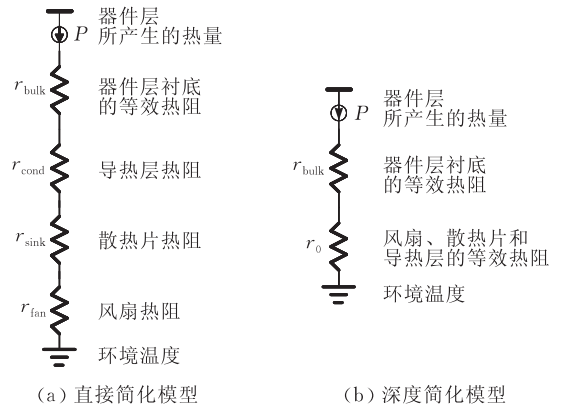 器件层
所产生的热量
P
r_bulk
器件层衬底
的等效热阻
r_cond
导热层热阻
r_sink
散热片热阻
r_fan
风扇热阻
环境温度
(a) 直接简化模型
器件层
所产生的热量
P
r_bulk
器件层衬底
的等效热阻
r_0
风扇、散热片和
导热层的等效热阻
环境温度
(b) 深度简化模型